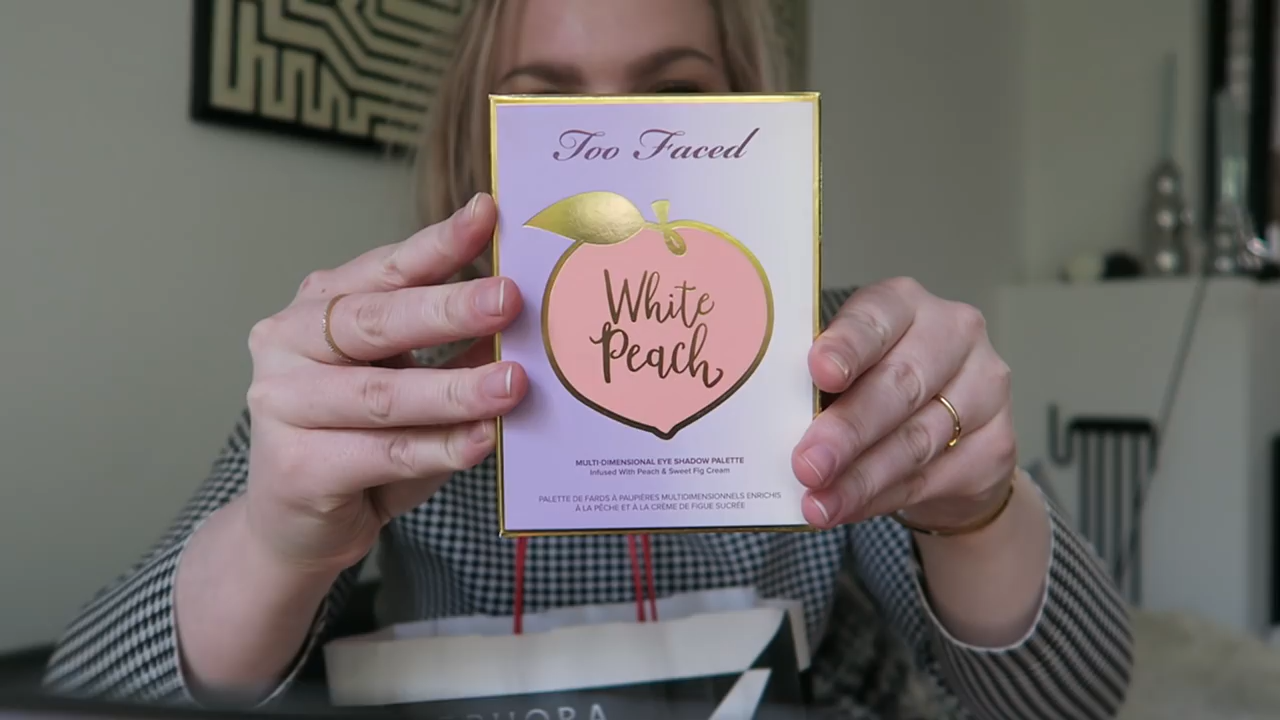 Too Faced
White
Peach
MULTI-DIMENSIONAL EYE SHADOW PALETTE
Infused With Peach & Sweet Fig Cream
PALETTE DE FARDS À PAUPIÈRES MULTIDIMENSIONNELS ENRICHIS
À LA PÊCHE ET À LA CRÈME DE FIGUE SUCRÉE